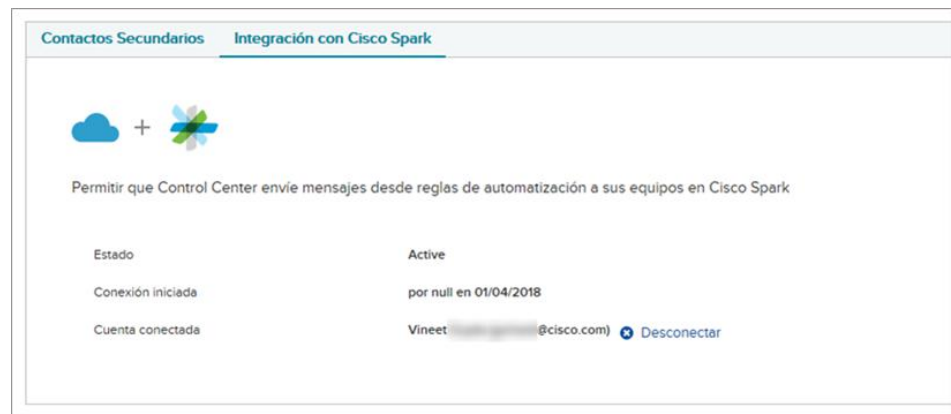 Contactos Secundarios Integración con Cisco Spark
+
Permitir que Control Center envíe mensajes desde reglas de automatización a sus equipos en Cisco Spark
Estado Active
Conexión iniciada por null en 01/04/2018
Cuenta conectada Vineet @cisco.com) Desconectar